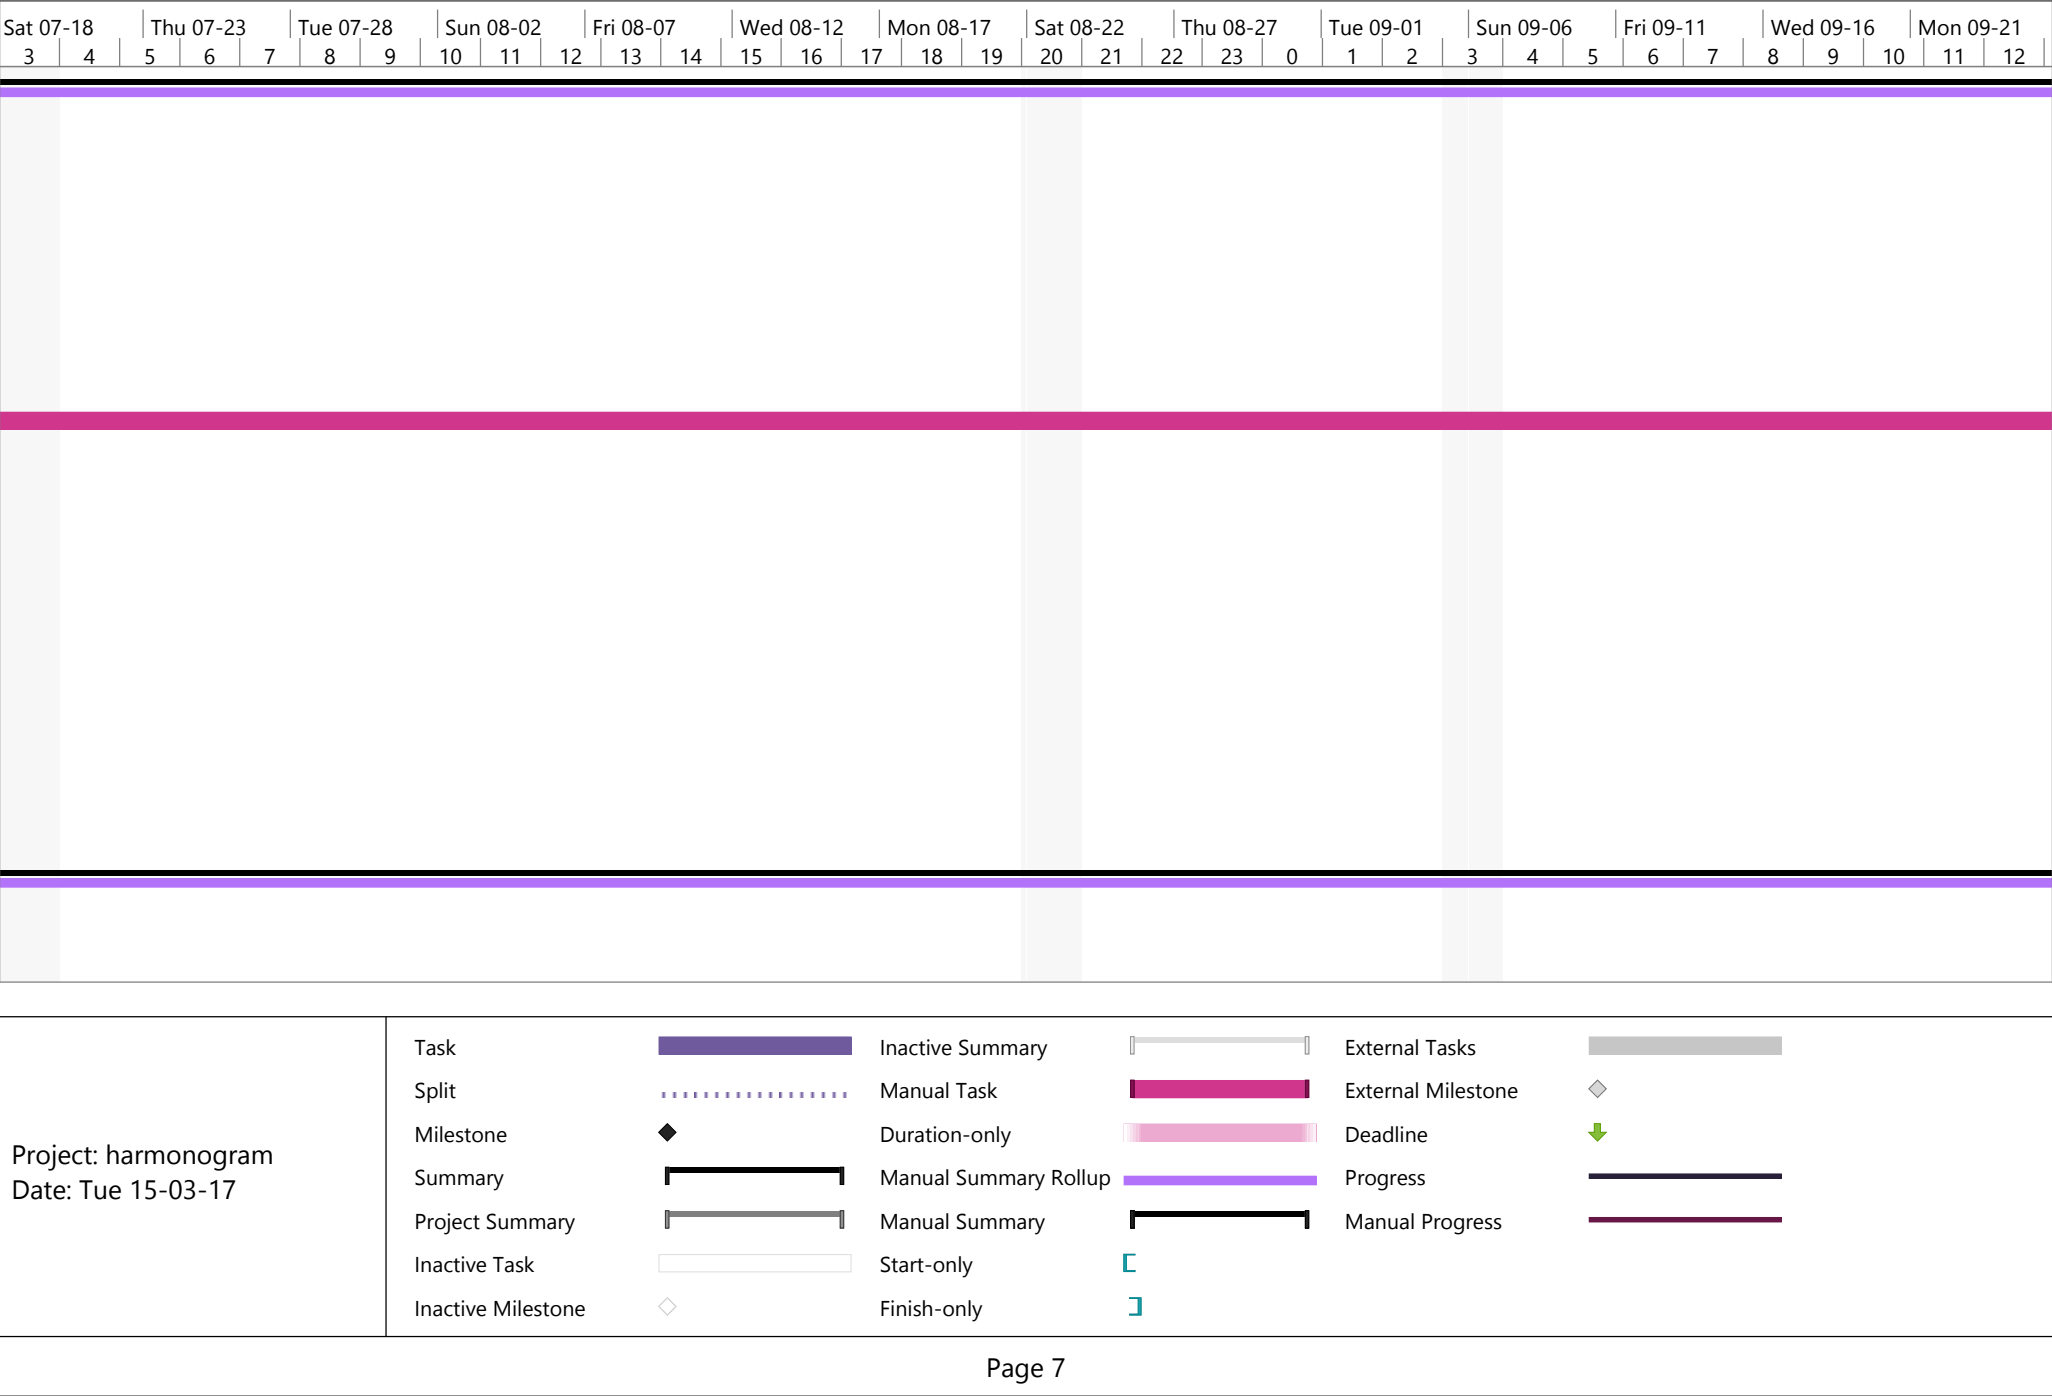 Sat 07-18 Thu 07-23 Tue 07-28 Sun 08-02 Fri 08-07 Wed 08-12 Mon 08-17 Sat 08-22 Thu 08-27 Tue 09-01 Sun 09-06 Fri 09-11 Wed 09-16 Mon 09-21
3 4 5 6 7 8 9 10 11 12 13 14 15 16 17 18 19 20 21 22 23 0 1 2 3 4 5 6 7 8 9 10 11 12
Project: harmonogram
Date: Tue 15-03-17
Task
Split
Milestone
Summary
Project Summary
Inactive Task
Inactive Milestone
Inactive Summary
Manual Task
Duration-only
Manual Summary Rollup
Manual Summary
Start-only
Finish-only
External Tasks
External Milestone
Deadline
Progress
Manual Progress
Page 7